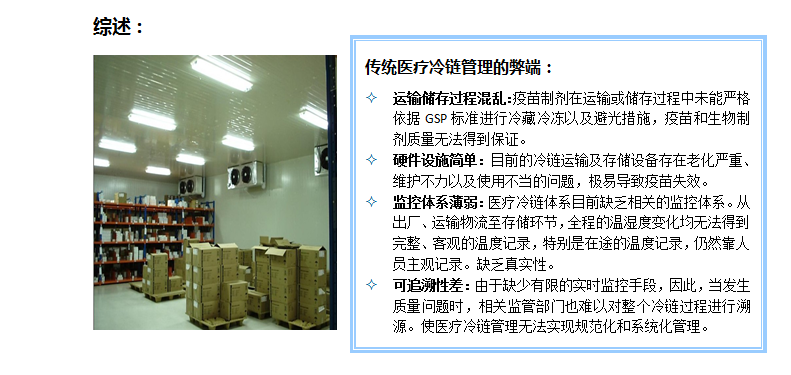 综述：
传统医疗冷链管理的弊端：
运输储存过程混乱:疫苗制剂在运输或储存过程中未能严格
依据 GSP 标准进行冷藏冷冻以及避光措施，疫苗和生物制
剂质量无法得到保证。
硬件设施简单：目前的冷链运输及存储设备存在老化严重、
维护不力以及使用不当的问题，极易导致疫苗失效。
监控体系薄弱：医疗冷链体系目前缺乏相关的监控体系。从
出厂、运输物流至存储环节，全程的温湿度变化均无法得到
完整、客观的温度记录，特别是在途的温度记录，仍然靠人
员主观记录。缺乏真实性。
可追溯性差：由于缺少有限的实时监控手段，因此，当发生
质量问题时，相关监管部门也难以对整个冷链过程进行溯
源。使医疗冷链管理无法实现规范化和系统化管理。